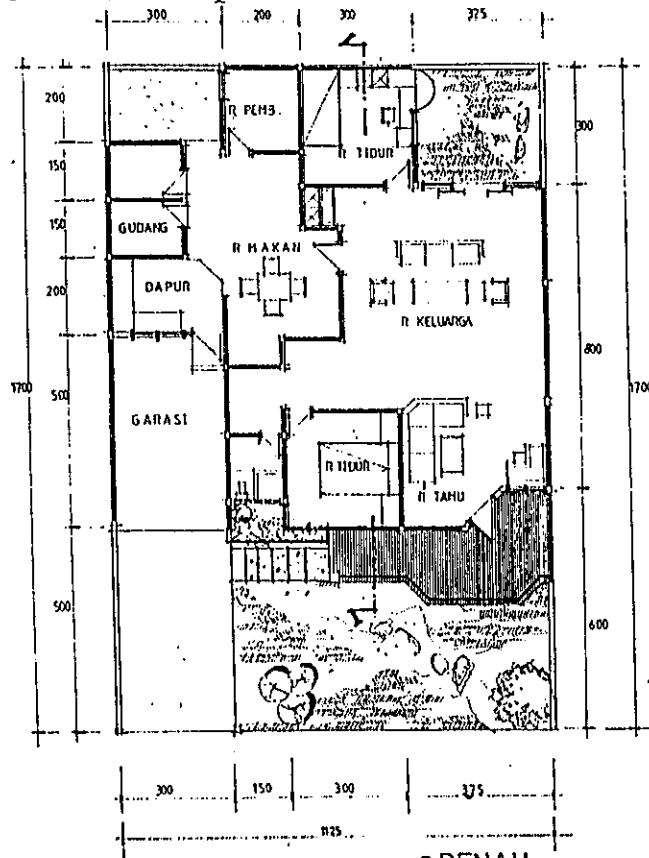 300 200 300 375
200
R PEMB.
R TIDUR
300
150
150
GUDANG
R MAKAN
DAPUR
200
R KELUARGA
1700
500
800
1700
GARASI
R TIDUR
R TAMU
500
600
300 150 300 375
1125
DENAH